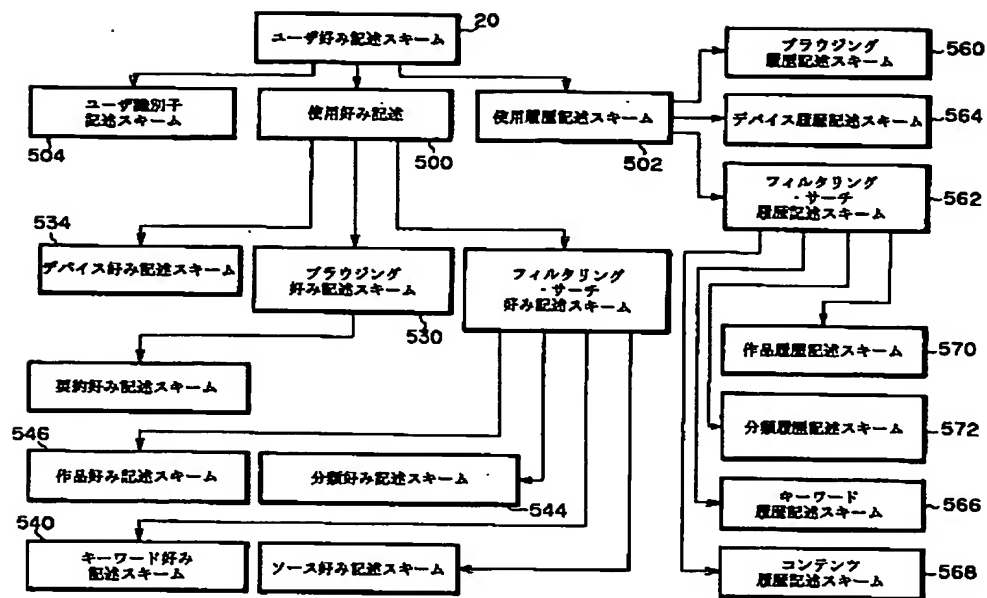 ユーザ好み記述スキーム
20
ユーザ識別子
記述スキーム
504
使用好み記述
500
使用履歴記述スキーム
502
ブラウジング
履歴記述スキーム
560
デバイス履歴記述スキーム
564
フィルタリング
・サーチ
履歴記述スキーム
562
534
デバイス好み記述スキーム
ブラウジング
好み記述スキーム
530
フィルタリング
・サーチ
好み記述スキーム
作品履歴記述スキーム
570
要約好み記述スキーム
分類履歴記述スキーム
572
546
作品好み記述スキーム
分類好み記述スキーム
544
キーワード
履歴記述スキーム
566
540
キーワード好み
記述スキーム
ソース好み記述スキーム
コンテンツ
履歴記述スキーム
568